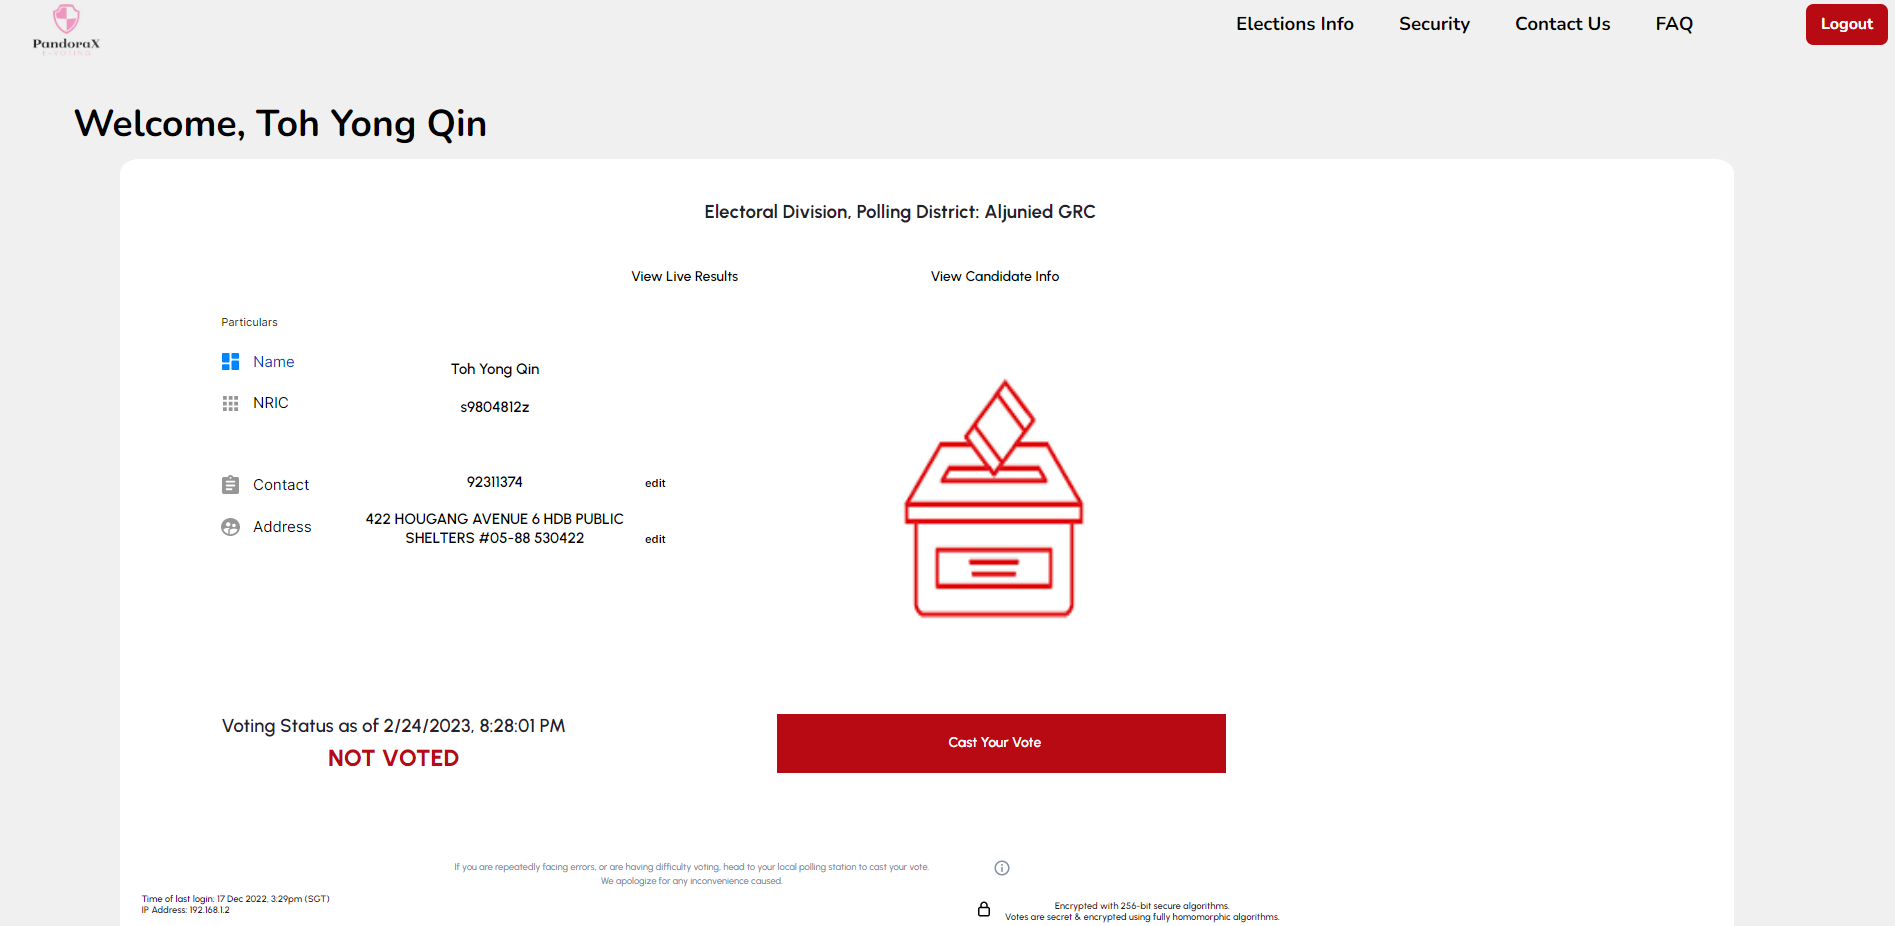 PandoraX
Elections Info
Security
Contact Us
FAQ
Logout
Welcome, Toh Yong Qin
Electoral Division, Polling District: Aljunied GRC
View Live Results
View Candidate Info
Particulars
Name
Toh Yong Qin
NRIC
s9804812z
Contact
92311374
edit
Address
422 HOUGANG AVENUE 6 HDB PUBLIC
SHELTERS #05-88 530422
edit
Voting Status as of 2/24/2023, 8:28:01 PM
NOT VOTED
Cast Your Vote
If you are repeatedly facing errors, or are having difficulty voting, head to your local polling station to cast your vote.
We apologize for any inconvenience caused.
Time of last login: 17 Dec 2022, 3:29pm (SGT)
IP Address: 192.168.1.2
Encrypted with 256-bit secure algorithms.
Votes are secret & encrypted using fully homomorphic algorithms.